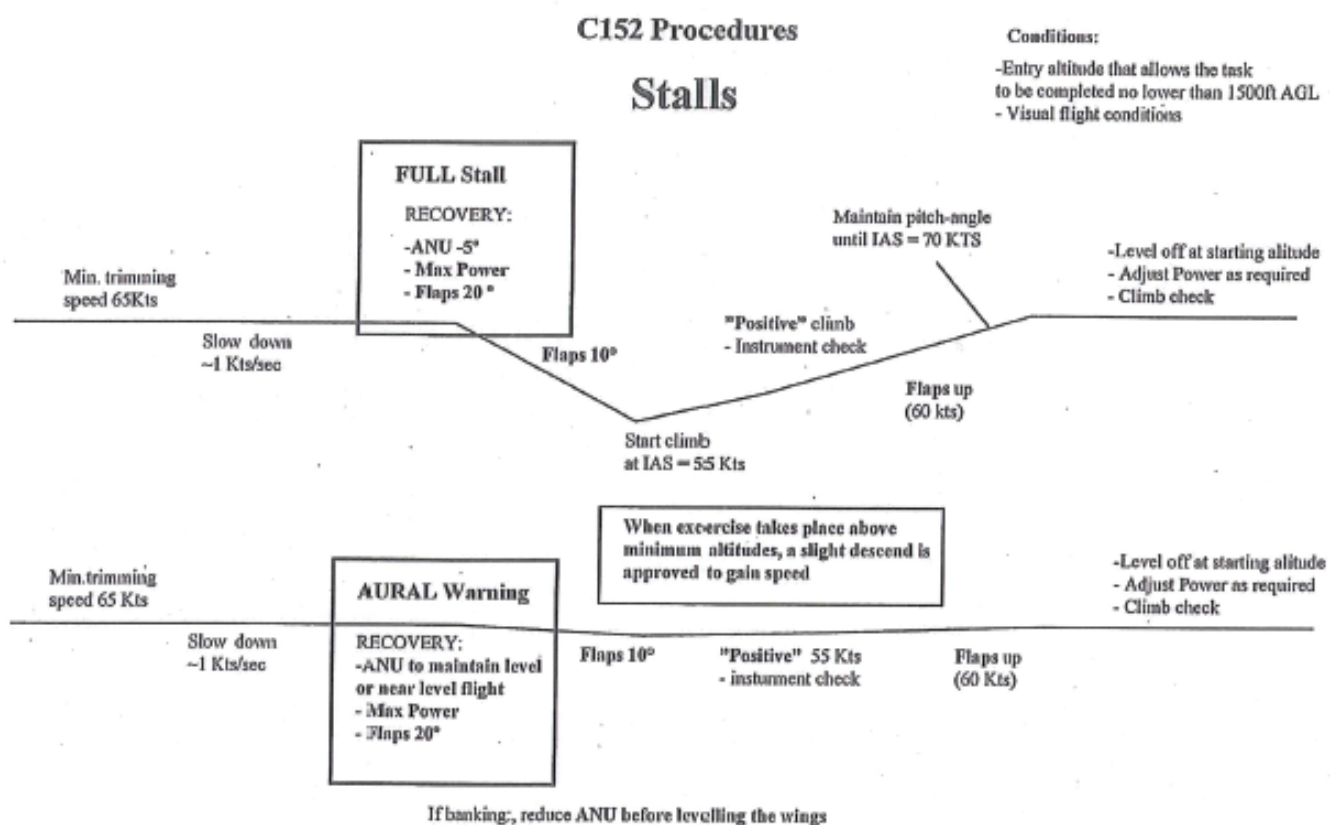 C152 Procedures
Stalls
Conditions:
-Entry altitude that allows the task
to be completed no lower than 1500ft AGL
- Visual flight conditions
FULL Stall
RECOVERY:
-ANU -5°
- Max Power
- Flaps 20 °
Min. trimming
speed 65Kts
Slow down
~1 Kts/sec
Flaps 10°
Start climb
at IAS = 55 Kts
"Positive" climb
- Instrument check
Maintain pitch-angle
until IAS = 70 KTS
Flaps up
(60 kts)
-Level off at starting alitude
- Adjust Power as required
- Climb check
When excercise takes place above
minimum altitudes, a slight descend is
approved to gain speed
Min.trimming
speed 65 Kts
Slow down
~1 Kts/sec
AURAL Warning
RECOVERY:
-ANU to maintain level
or near level flight
- Max Power
- Flaps 20°
Flaps 10°
"Positive" 55 Kts
- insturment check
Flaps up
(60 Kts)
-Level off at starting alitude
- Adjust Power as required
- Climb check
If banking:, reduce ANU before levelling the wings